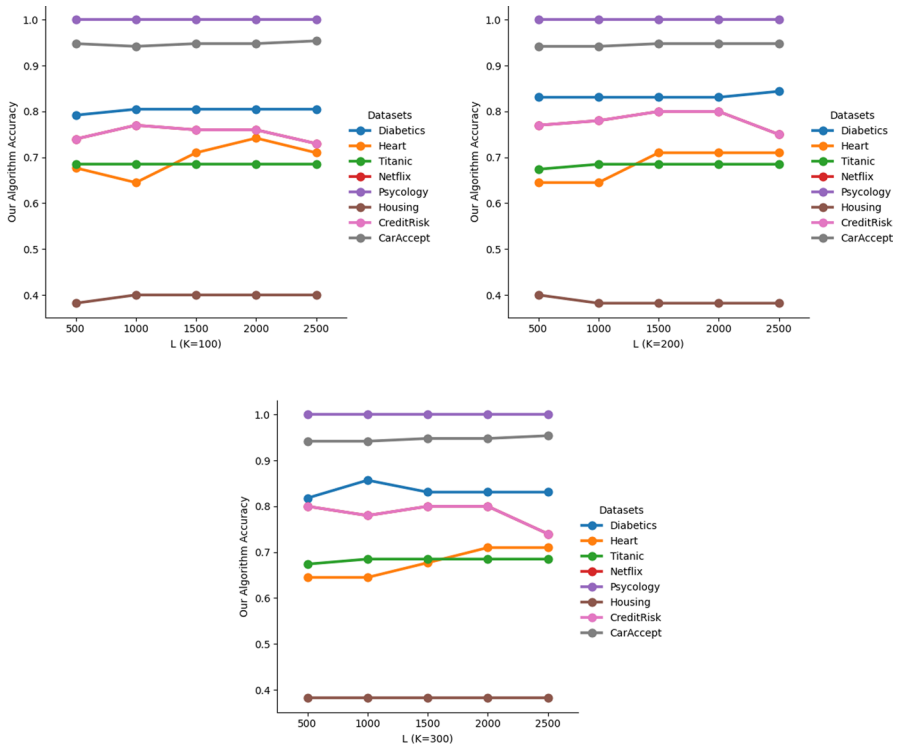 1.0
0.9
0.8
0.7
0.6
0.5
0.4
Our Algorithm Accuracy
500 1000 1500 2000 2500
L (K=100)
Datasets
Diabetics
Heart
Titanic
Netflix
Psycology
Housing
CreditRisk
CarAccept
1.0
0.9
0.8
0.7
0.6
0.5
0.4
Our Algorithm Accuracy
500 1000 1500 2000 2500
L (K=200)
Datasets
Diabetics
Heart
Titanic
Netflix
Psycology
Housing
CreditRisk
CarAccept
1.0
0.9
0.8
0.7
0.6
0.5
0.4
Our Algorithm Accuracy
500 1000 1500 2000 2500
L (K=300)
Datasets
Diabetics
Heart
Titanic
Netflix
Psycology
Housing
CreditRisk
CarAccept